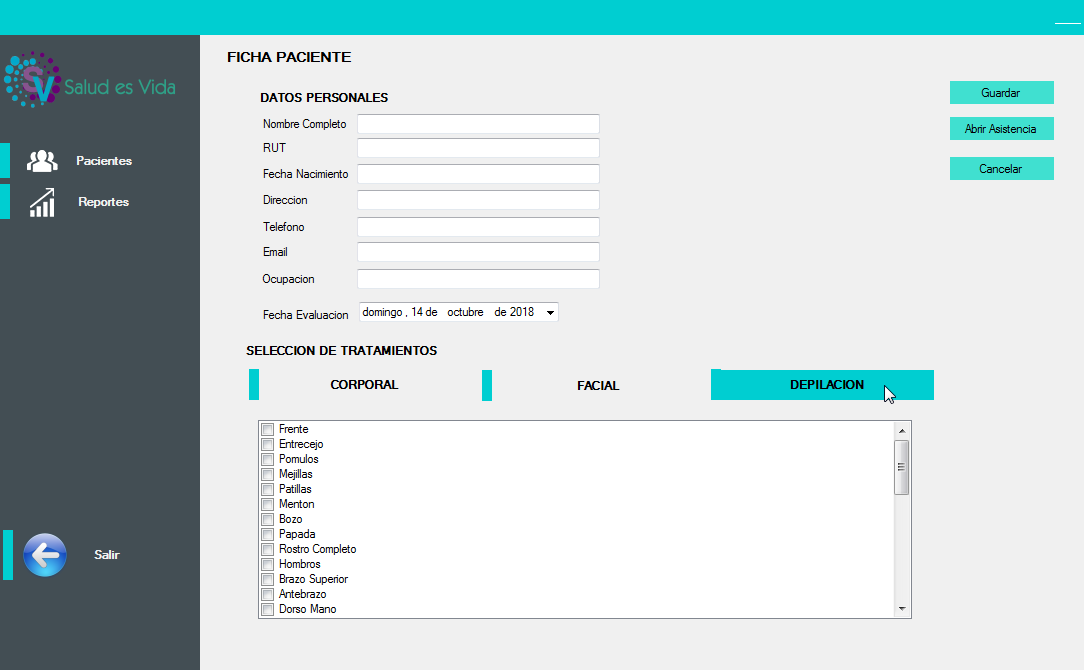 FICHA PACIENTE
SV Salud es Vida
Pacientes
Reportes
Salir
DATOS PERSONALES
Nombre Completo
RUT
Fecha Nacimiento
Direccion
Telefono
Email
Ocupacion
Fecha Evaluacion domingo , 14 de octubre de 2018
Guardar
Abrir Asistencia
Cancelar
SELECCION DE TRATAMIENTOS
CORPORAL FACIAL DEPILACION
Frente
Entrecejo
Pomulos
Mejillas
Patillas
Menton
Bozo
Papada
Rostro Completo
Hombros
Brazo Superior
Antebrazo
Dorso Mano